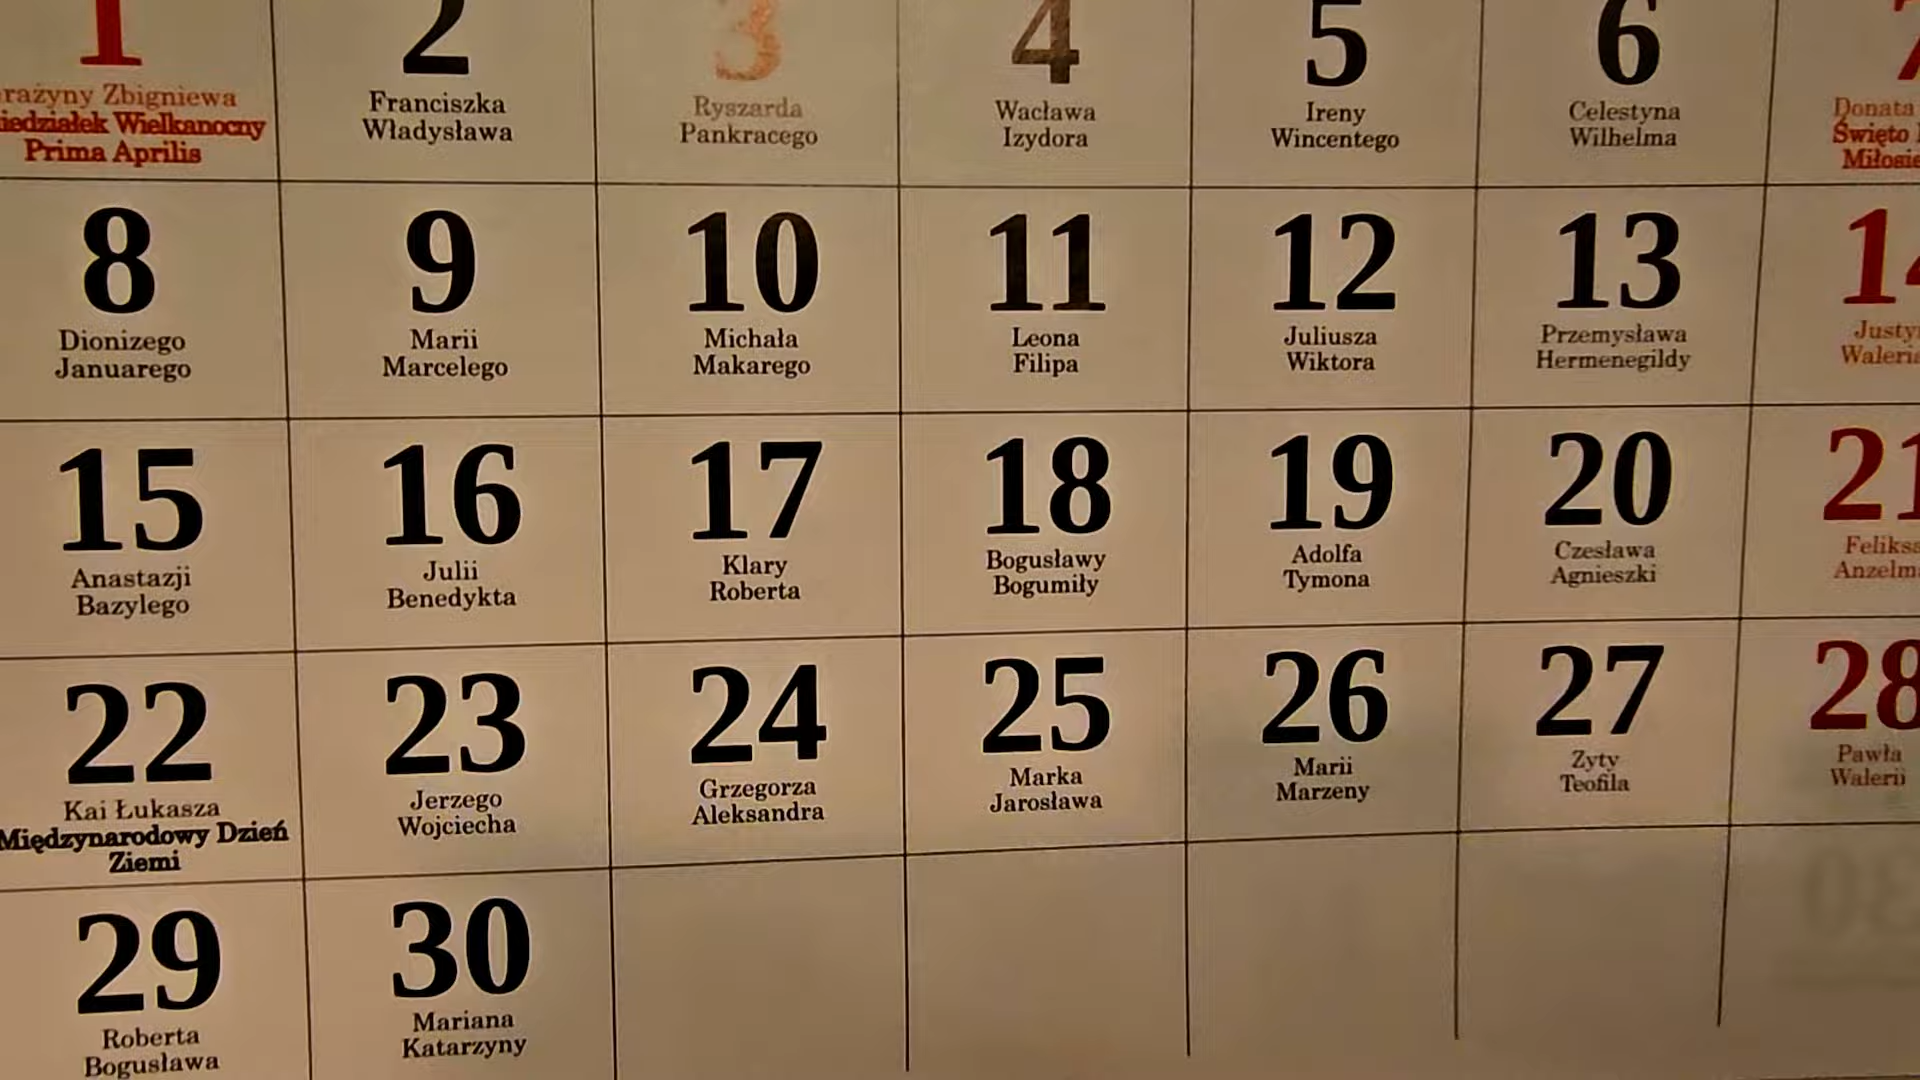 1 2 3 4 5 6 7
Zbigniewa
Wielkanocny
Prima Aprilis
Franciszka
Władysława
Ryszarda
Pankracego
Wacława
Izydora
Ireny
Wincentego
Celestyna
Wilhelma
Donata
Święto
8 9 10 11 12 13 14
Dionizego
Januarego
Marii
Marcelego
Michała
Makarego
Leona
Filipa
Juliusza
Wiktora
Przemysława
Hermenegildy
15 16 17 18 19 20 21
Anastazji
Bazylego
Julii
Benedykta
Klary
Roberta
Bogusławy
Bogumiły
Adolfa
Tymona
Czesława
Agnieszki
22 23 24 25 26 27 28
Kai Łukasza
Międzynarodowy Dzień
Ziemi
Jerzego
Wojciecha
Grzegorza
Aleksandra
Marka
Jarosława
Marii
Marzeny
Zyty
Teofila
Pawła
Walerii
29 30
Roberta
Bogusława
Mariana
Katarzyny